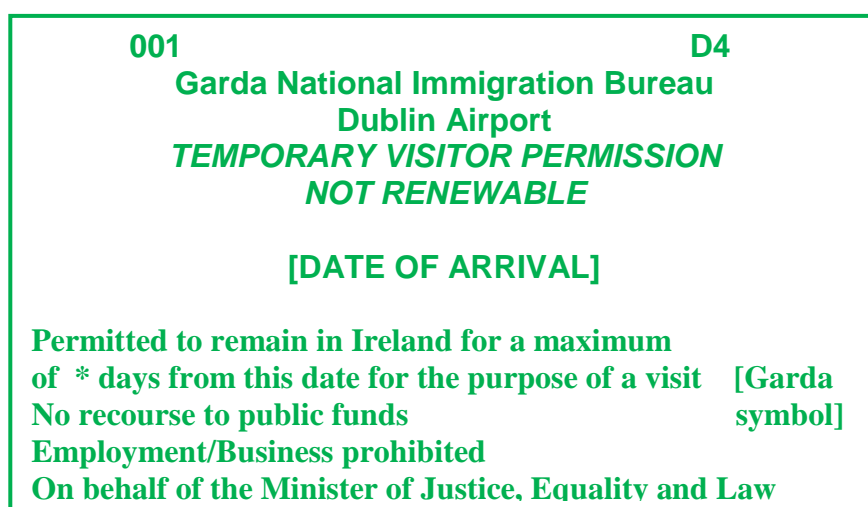 001 D4
Garda National Immigration Bureau
Dublin Airport
TEMPORARY VISITOR PERMISSION
NOT RENEWABLE
[DATE OF ARRIVAL]
Permitted to remain in Ireland for a maximum
of * days from this date for the purpose of a visit [Garda
No recourse to public funds symbol]
Employment/Business prohibited
On behalf of the Minister of Justice, Equality and Law